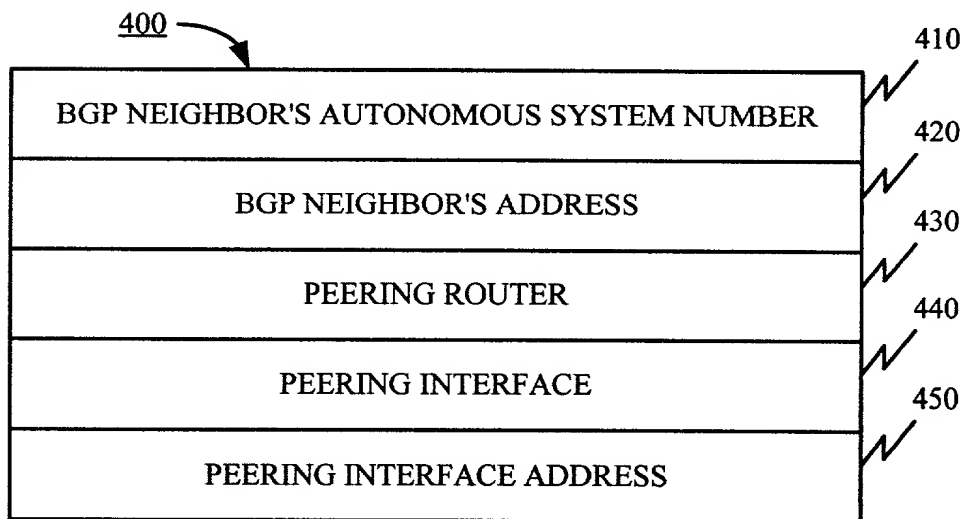 400
410
BGP NEIGHBOR'S AUTONOMOUS SYSTEM NUMBER
420
BGP NEIGHBOR'S ADDRESS
430
PEERING ROUTER
440
PEERING INTERFACE
450
PEERING INTERFACE ADDRESS